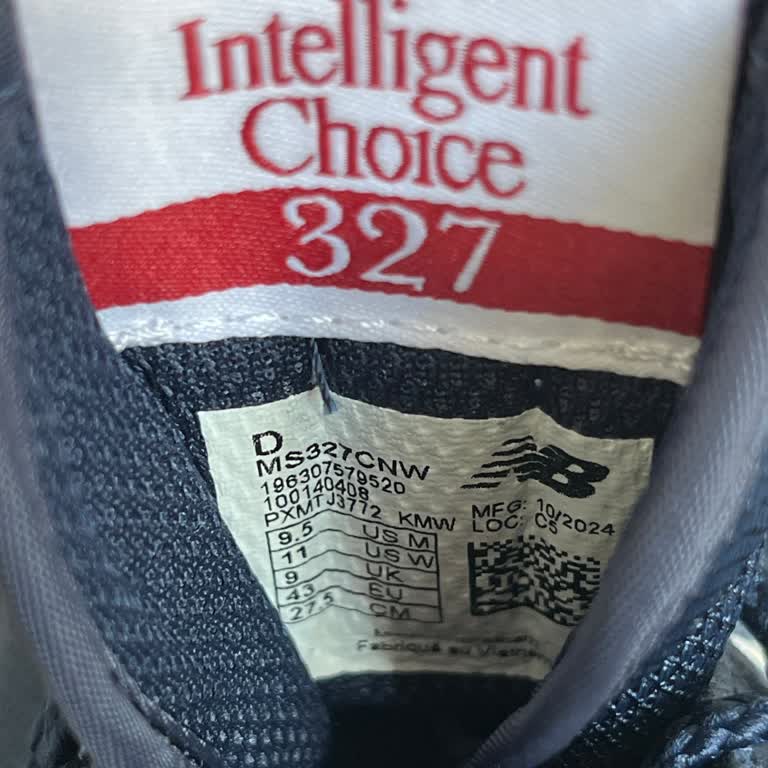 Intelligent
Choice
327
D
MS327CNW
196307579520
100140408
PXMTJ3772 KMW
9.5 US M
11 US W
9 UK
43 EU
27.5 CM
NB
MFG: 10/2024
LOC: C5
Fabriqué au Vietnam